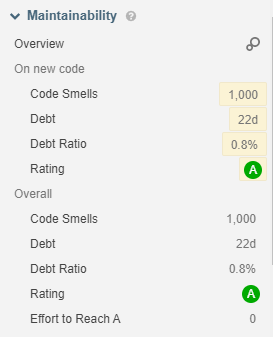 Maintainability ?
Overview
On new code
Code Smells 1,000
Debt 22d
Debt Ratio 0.8%
Rating A
Overall
Code Smells 1,000
Debt 22d
Debt Ratio 0.8%
Rating A
Effort to Reach A 0